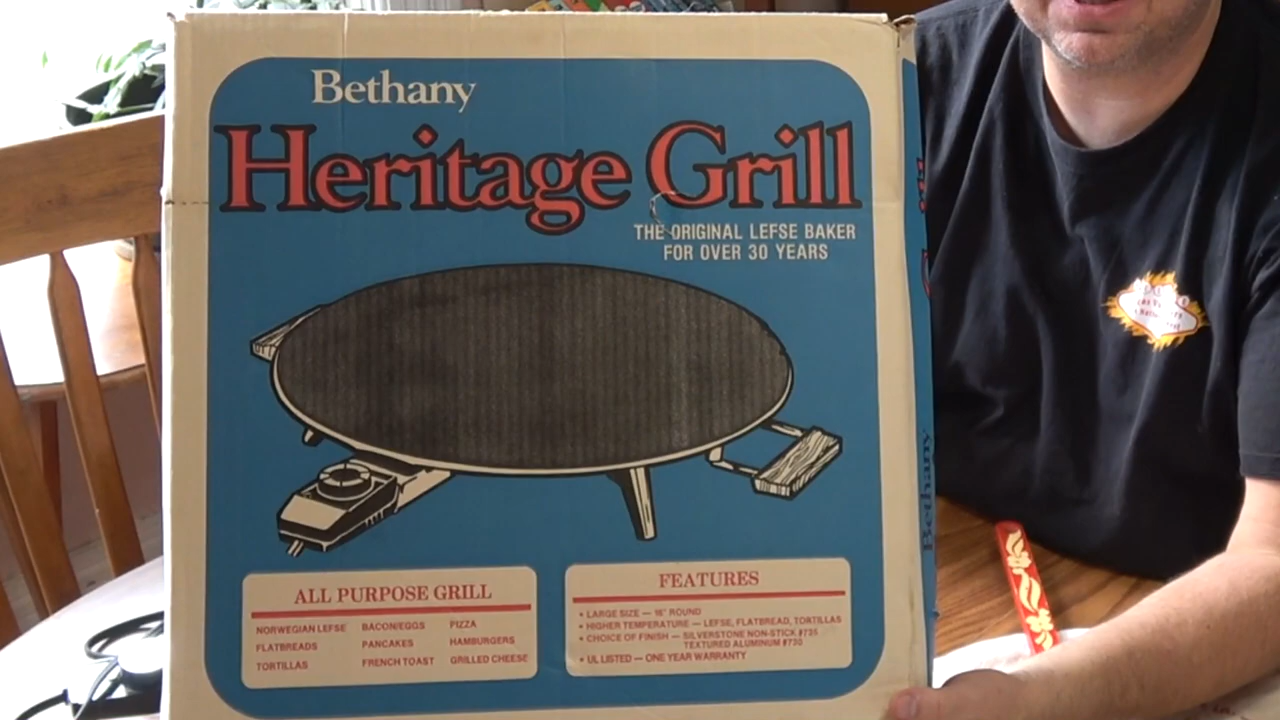 Bethany
Heritage Grill
THE ORIGINAL LEFSE BAKER
FOR OVER 30 YEARS
ALL PURPOSE GRILL
NORWEGIAN LEFSE BACON/EGGS PIZZA
FLATBREADS PANCAKES HAMBURGERS
TORTILLAS FRENCH TOAST GRILLED CHEESE
FEATURES
• LARGE SIZE — 16" ROUND
• HIGHER TEMPERATURE — LEFSE, FLATBREAD, TORTILLAS
• CHOICE OF FINISH — SILVERSTONE NON-STICK #735
TEXTURED ALUMINUM #730
• UL LISTED — ONE YEAR WARRANTY
Bethany